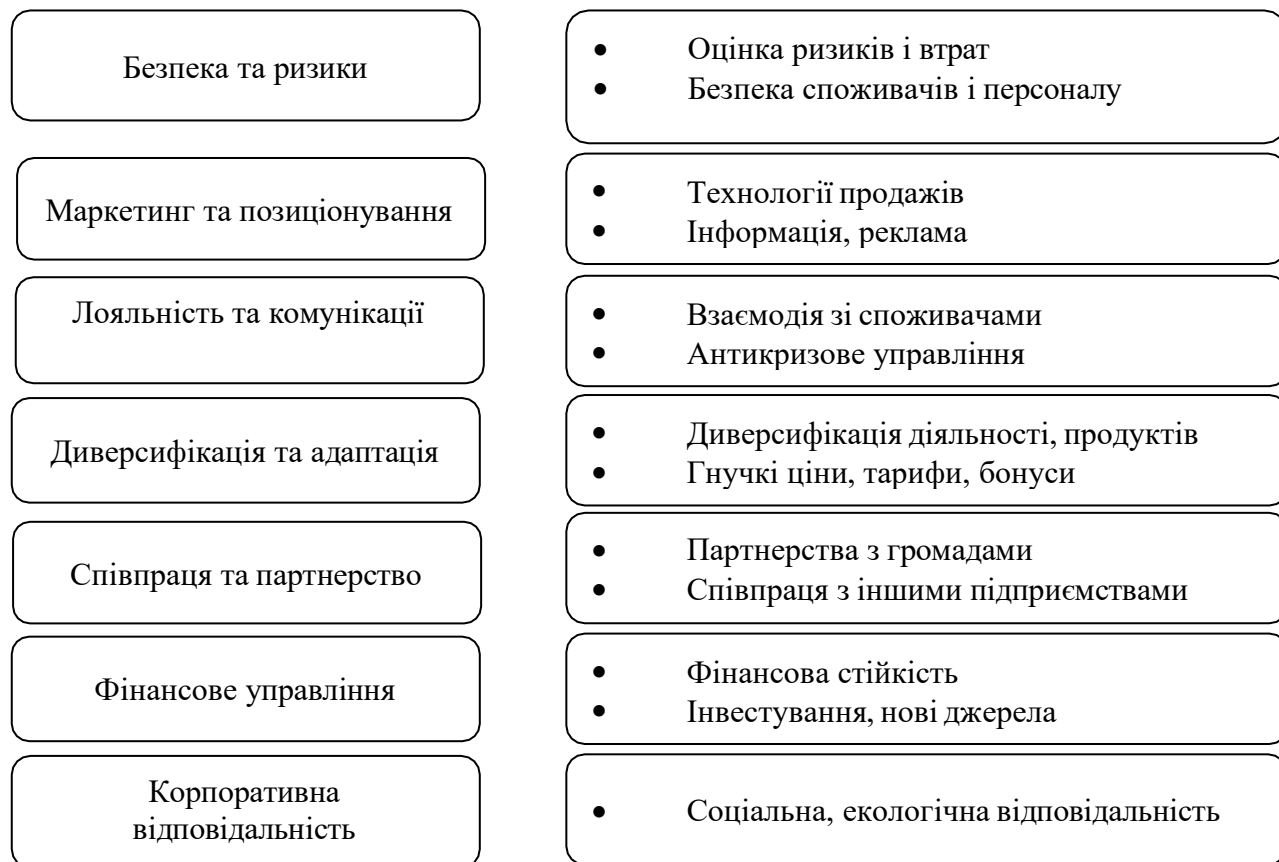 Безпека та ризики
• Оцінка ризиків і втрат
• Безпека споживачів і персоналу
Маркетинг та позиціонування
• Технології продажів
• Інформація, реклама
Лояльність та комунікації
• Взаємодія зі споживачами
• Антикризове управління
Диверсифікація та адаптація
• Диверсифікація діяльності, продуктів
• Гнучкі ціни, тарифи, бонуси
Співпраця та партнерство
• Партнерства з громадами
• Співпраця з іншими підприємствами
Фінансове управління
• Фінансова стійкість
• Інвестування, нові джерела
Корпоративна
відповідальність
• Соціальна, екологічна відповідальність